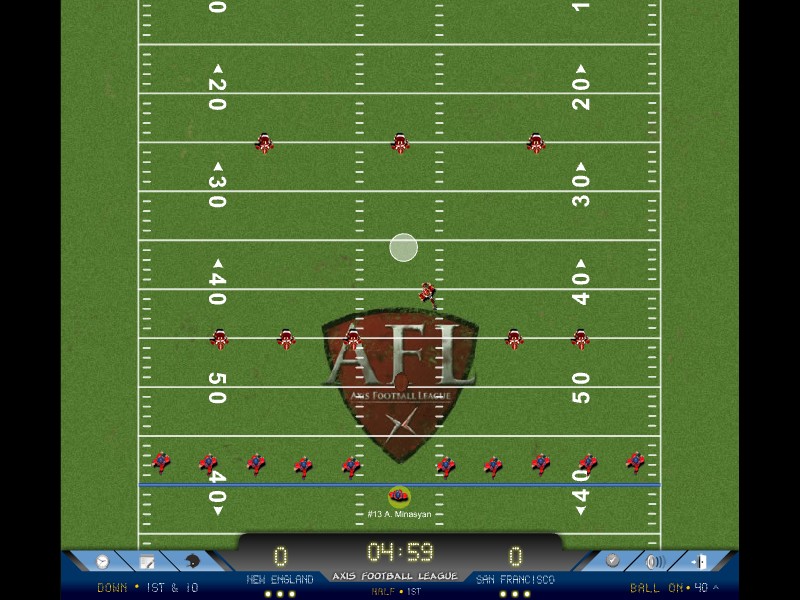 0 1
20 20
30 30
40 40
AFL
AXIS FOOTBALL LEAGUE
50 50
40 40
#13 A. Minasyan
0 04:59 0
NEW ENGLAND AXIS FOOTBALL LEAGUE SAN FRANCISCO
DOWN • 1ST & 10 HALF • 1ST BALL ON • 40 ^